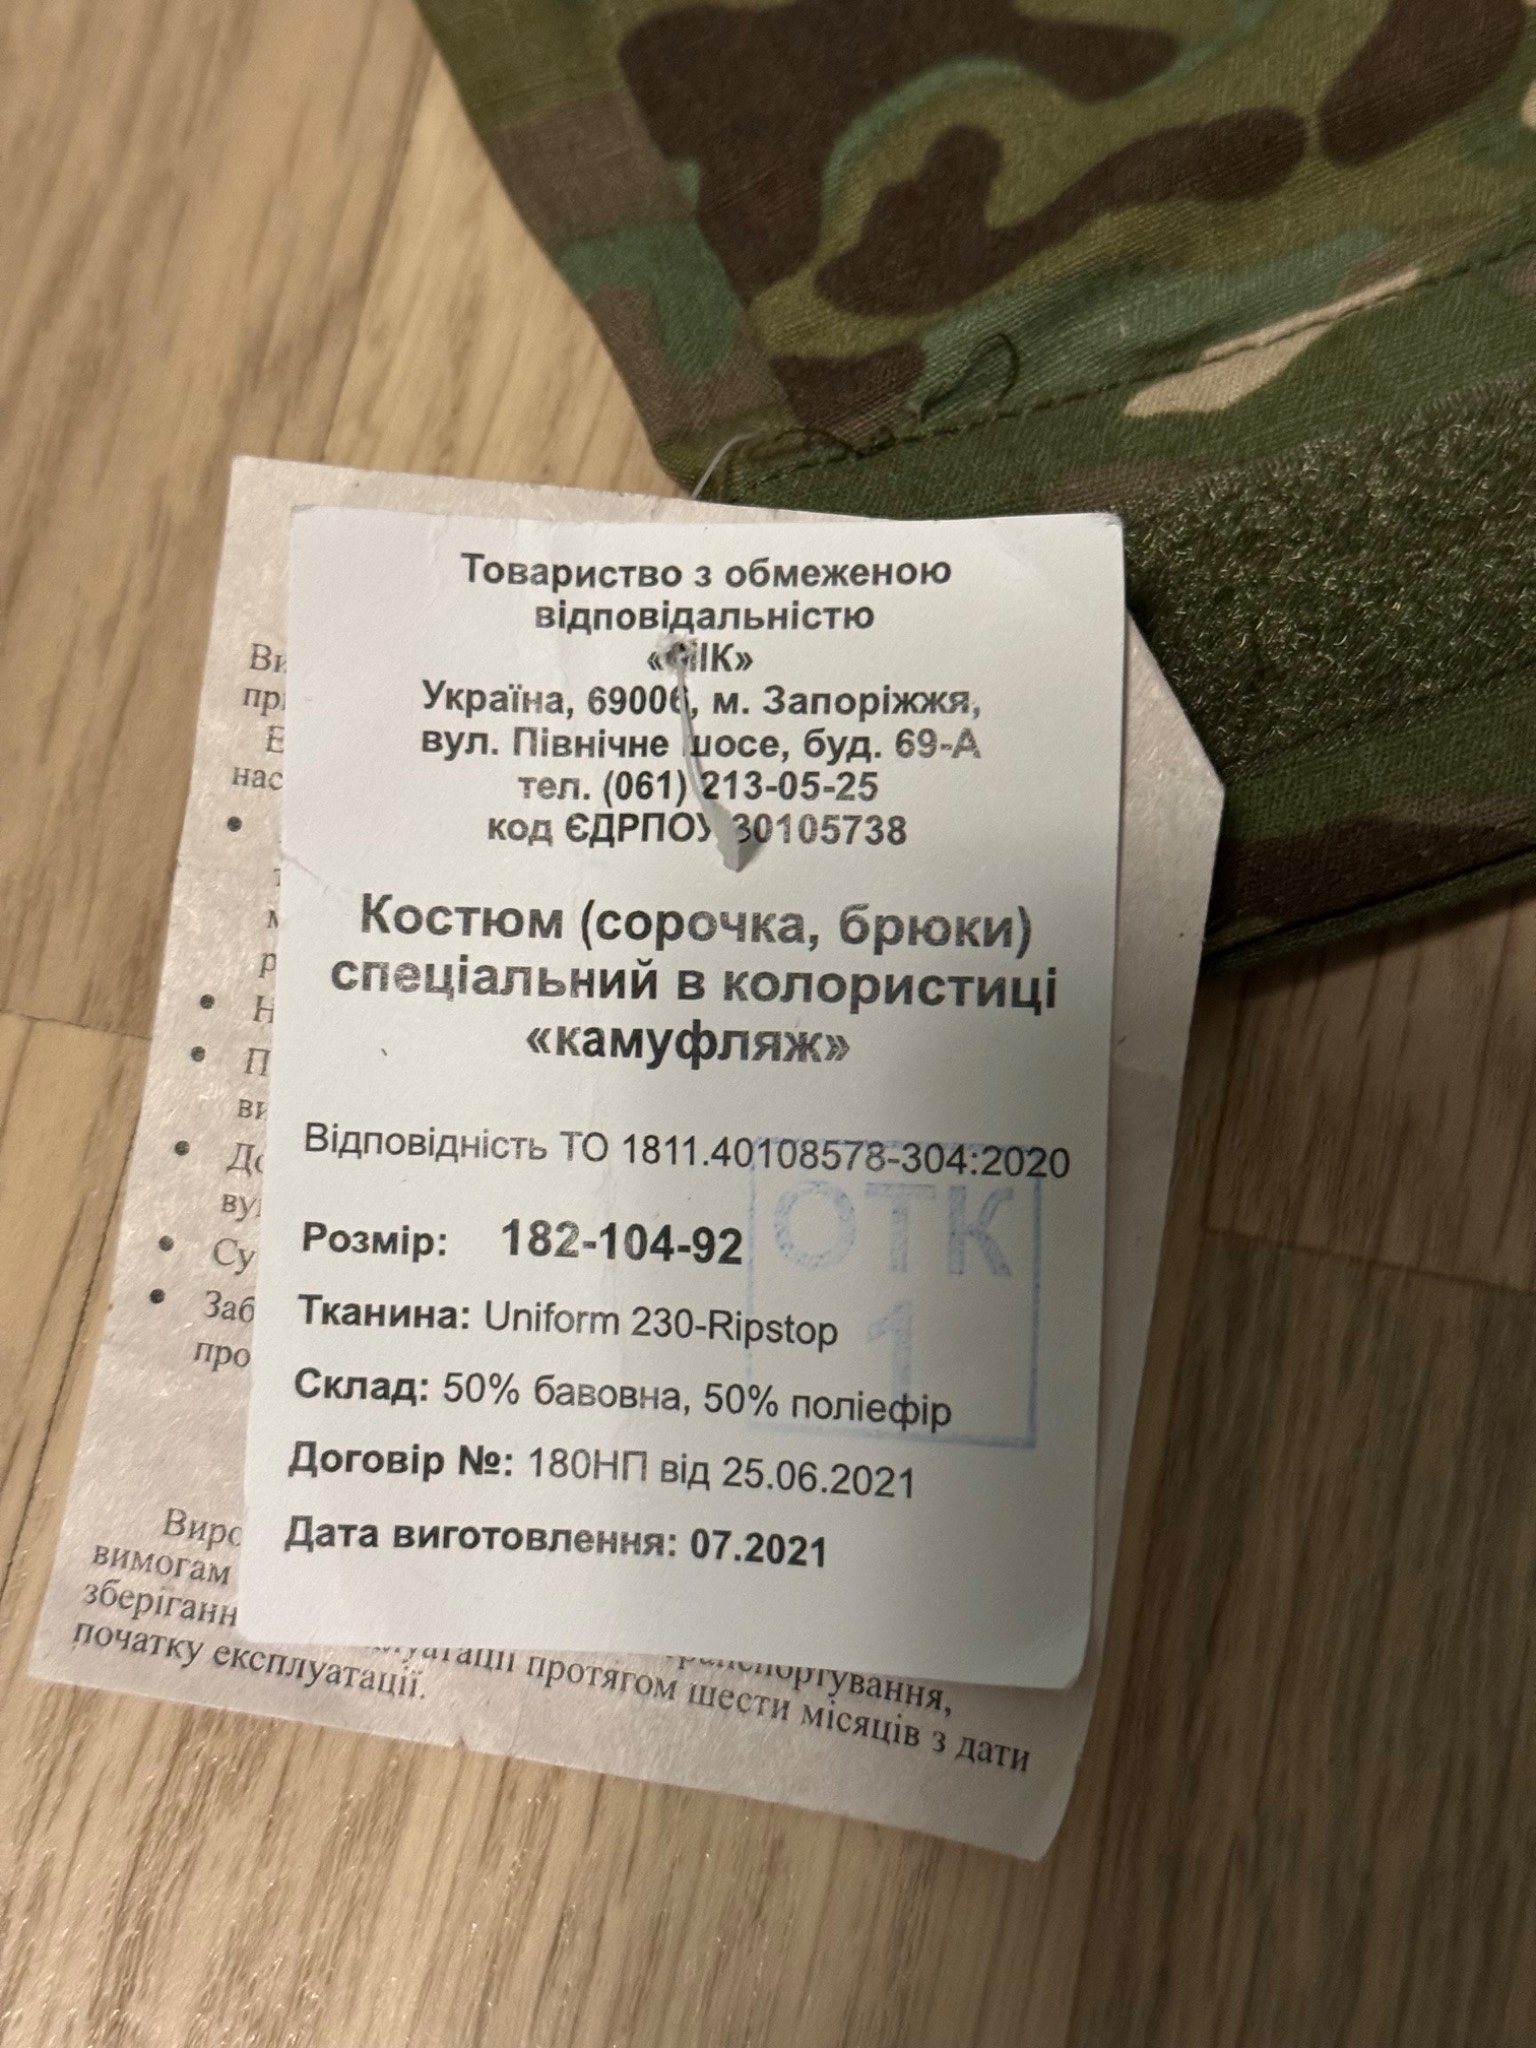 Товариство з обмеженою
відповідальністю
Україна, 69006, м. Запоріжжя,
вул. Північне шосе, буд. 69-А
тел. (061) 213-05-25
код ЄДРПОУ 30105738
Костюм (сорочка, брюки)
спеціальний в колористиці
«камуфляж»
Відповідність ТО 1811.40108578-304:2020
Розмір: 182-104-92
Тканина: Uniform 230-Ripstop
Склад: 50% бавовна, 50% поліефір
Договір №: 180НП від 25.06.2021
Дата виготовлення: 07.2021
ОТК
1
вимогам
початку експлуатації.
протягом шести місяців з дати